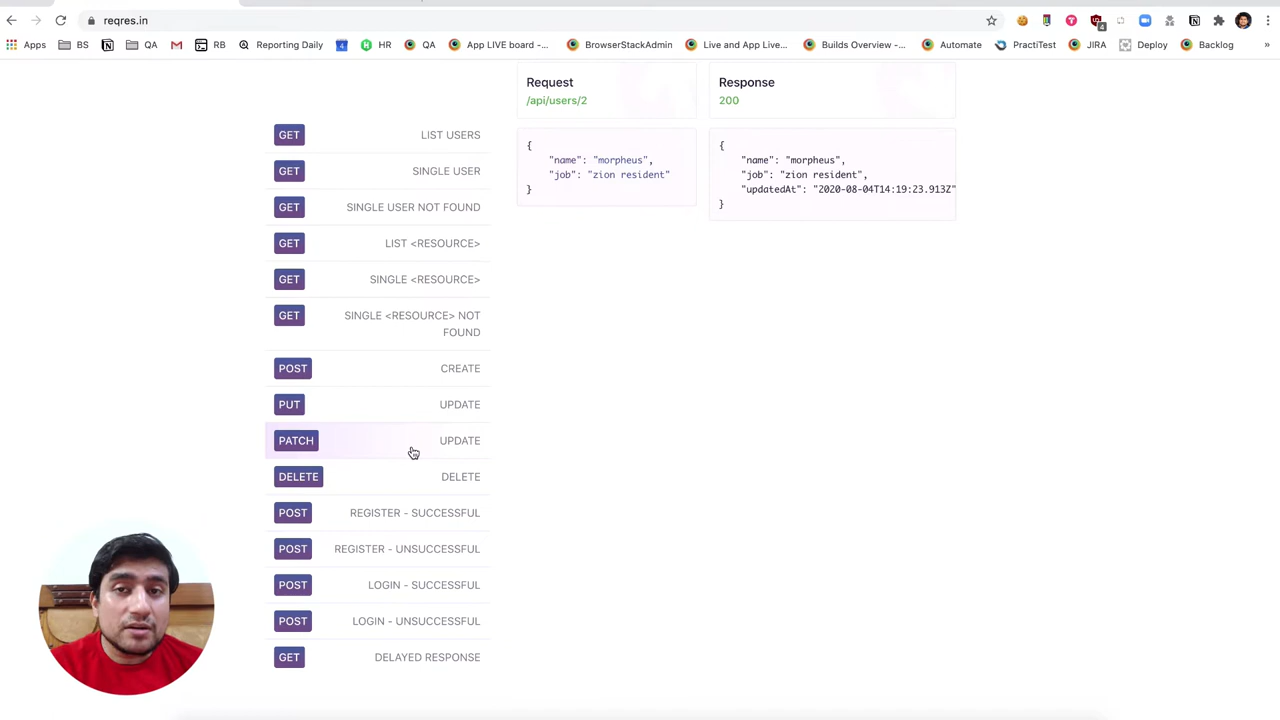 reqres.in
4
Apps
BS
QA
RB
Reporting Daily
HR
QA
App LIVE board -...
BrowserStackAdmin
Live and App Live...
Builds Overview -...
Automate
PractiTest
JIRA
Deploy
Backlog
»
Request
/api/users/2
Response
200
{
"name": "morpheus",
"job": "zion resident"
}
{
"name": "morpheus",
"job": "zion resident",
"updatedAt": "2020-08-04T14:19:23.913Z"
}
GET LIST USERS
GET SINGLE USER
GET SINGLE USER NOT FOUND
GET LIST <RESOURCE>
GET SINGLE <RESOURCE>
GET SINGLE <RESOURCE> NOT
FOUND
POST CREATE
PUT UPDATE
PATCH UPDATE
DELETE DELETE
POST REGISTER - SUCCESSFUL
POST REGISTER - UNSUCCESSFUL
POST LOGIN - SUCCESSFUL
POST LOGIN - UNSUCCESSFUL
GET DELAYED RESPONSE